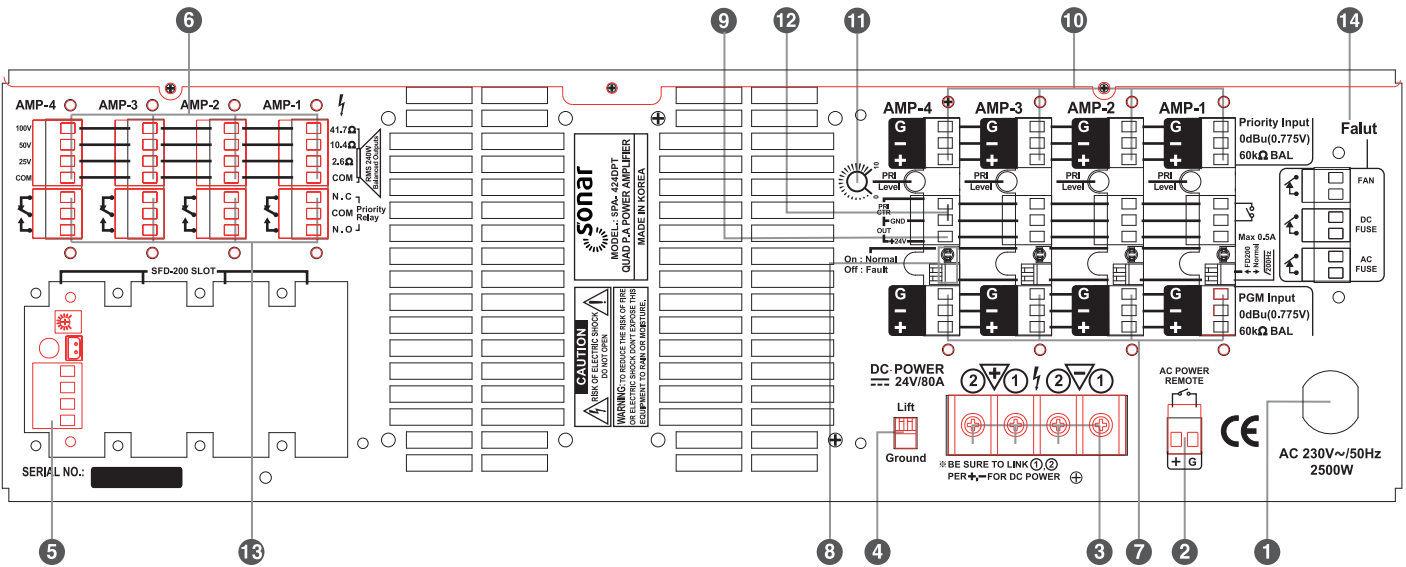 6
9
12
11
10
14
AMP-4
AMP-3
AMP-2
AMP-1
100V
50V
25V
COM
41.7Ω
10.4Ω
2.6Ω
COM
RMS 240W
Balanced Outputs
N.C
COM
N.O
Priority
Relay
SFD-200 SLOT
SERIAL NO.:
sonar
MODEL.: SPA- 424DPT
QUAD P.A POWER AMPLIFIER
MADE IN KOREA
CAUTION
RISK OF ELECTRIC SHOCK
DO NOT OPEN
WARNING: TO REDUCE THE RISK OF FIRE
OR ELECTRIC SHOCK DON'T EXPOSE THIS
EQUIPMENT TO RAIN OR MOISTURE.
AMP-4
AMP-3
AMP-2
AMP-1
G
G
G
G
−
−
−
−
+
+
+
+
Priority Input
0dBu(0.775V)
60kΩ BAL
10
0
PRI
Level
PRI
Level
PRI
Level
PRI
Level
PRI
CTR
GND
OUT
+24V
Max 0.5A
On : Normal
Off : Fault
FD200
Normal
/200Hz
G
G
G
G
−
−
−
−
+
+
+
+
PGM Input
0dBu(0.775V)
60kΩ BAL
Falut
FAN
DC
FUSE
AC
FUSE
DC- POWER
24V/80A
2 + 1 2 − 1
Lift
Ground
※BE SURE TO LINK ①,②
PER +,− FOR DC POWER
AC POWER
REMOTE
+ G
CE
AC 230V~/50Hz
2500W
5
13
8
4
3
7
2
1